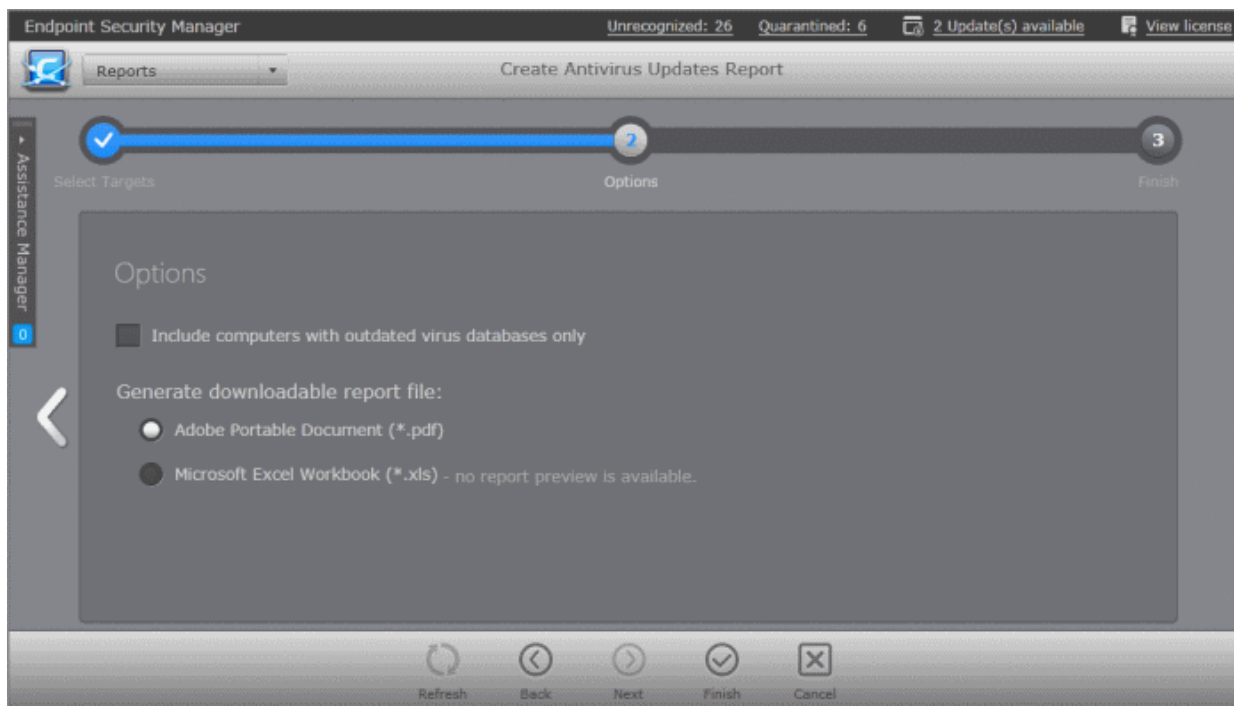 Endpoint Security Manager
Unrecognized: 26
Quarantined: 6
2 Update(s) available
View license
Reports
Create Antivirus Updates Report
Assistance Manager
0
2
3
Select Targets
Options
Finish
Options
Include computers with outdated virus databases only
Generate downloadable report file:
Adobe Portable Document (*.pdf)
Microsoft Excel Workbook (*.xls) - no report preview is available.
Refresh
Back
Next
Finish
Cancel